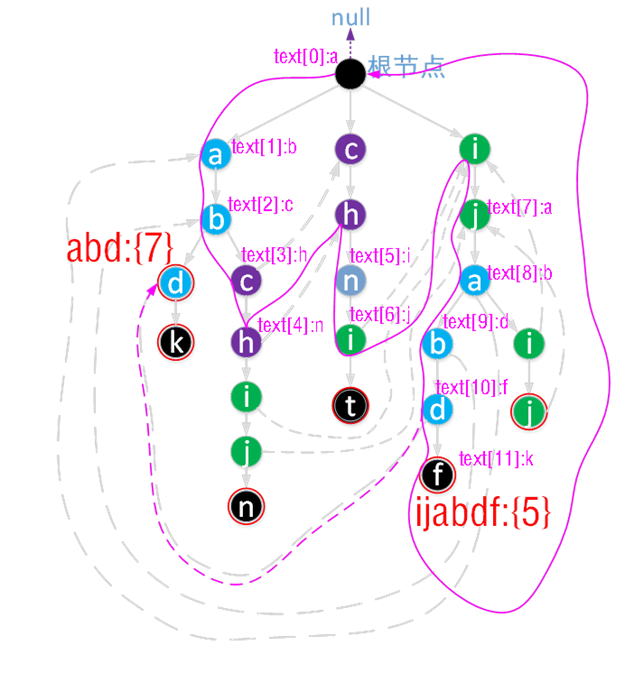 null
text[0]:a
根节点
a
text[1]:b
c
i
b
text[2]:c
h
j
text[7]:a
abd:{7}
d
c
text[3]:h
n
text[5]:i
a
text[8]:b
k
h
text[4]:n
i
text[6]:j
b
text[9]:d
i
i
t
d
text[10]:f
j
j
f
text[11]:k
n
ijabdf:{5}